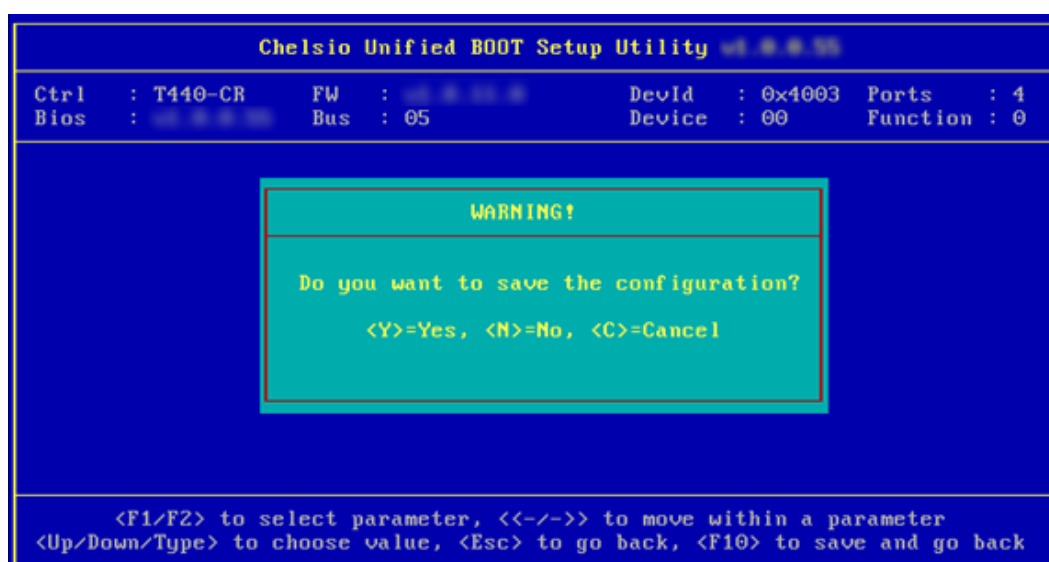 Chelsio Unified BOOT Setup Utility
Ctrl : T440-CR FW : DevId : 0x4003 Ports : 4
Bios : Bus : 05 Device : 00 Function : 0
WARNING!
Do you want to save the configuration?
<Y>=Yes, <N>=No, <C>=Cancel
<F1/F2> to select parameter, <<-/->> to move within a parameter
<Up/Down/Type> to choose value, <Esc> to go back, <F10> to save and go back